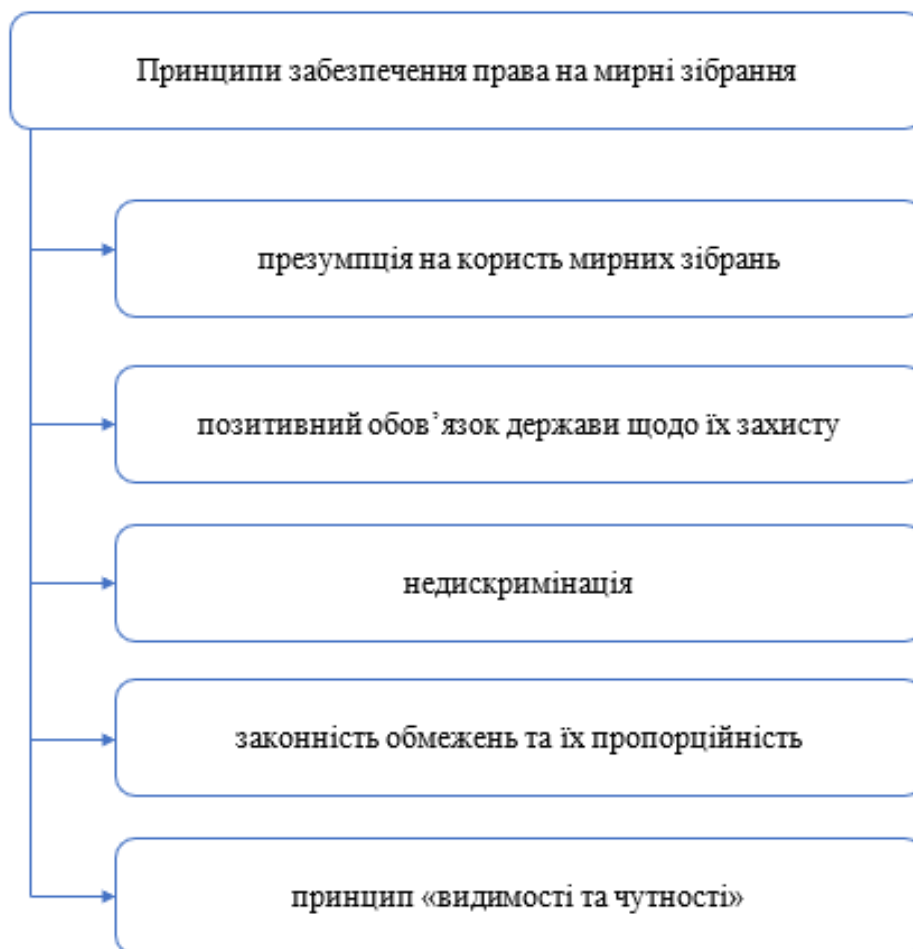 Принципи забезпечення права на мирні зібрання
презумпція на користь мирних зібрань
позитивний обов’язок держави щодо їх захисту
недискримінація
законність обмежень та їх пропорційність
принцип «видимості та чутності»